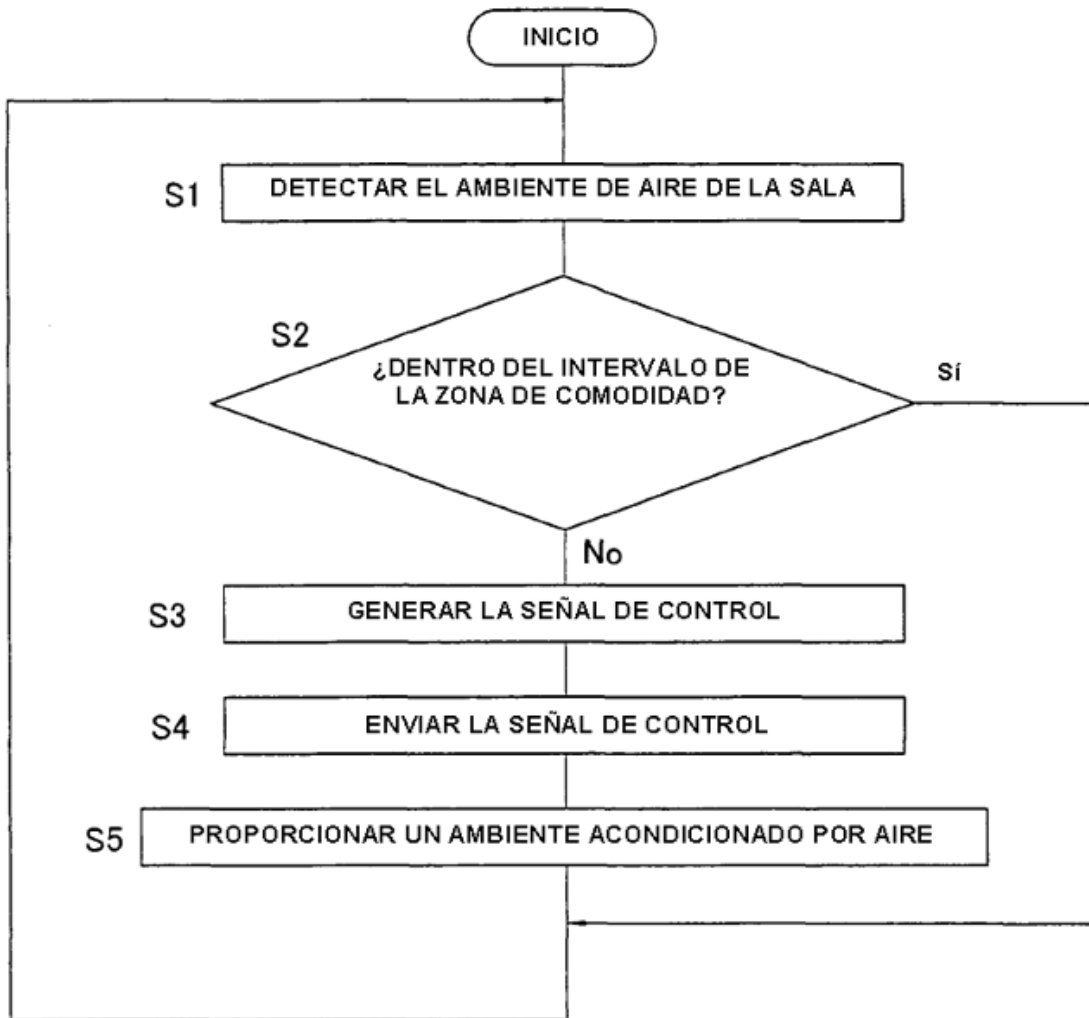 INICIO
S1
DETECTAR EL AMBIENTE DE AIRE DE LA SALA
S2
¿DENTRO DEL INTERVALO DE
LA ZONA DE COMODIDAD?
Sí
No
S3
GENERAR LA SEÑAL DE CONTROL
S4
ENVIAR LA SEÑAL DE CONTROL
S5
PROPORCIONAR UN AMBIENTE ACONDICIONADO POR AIRE